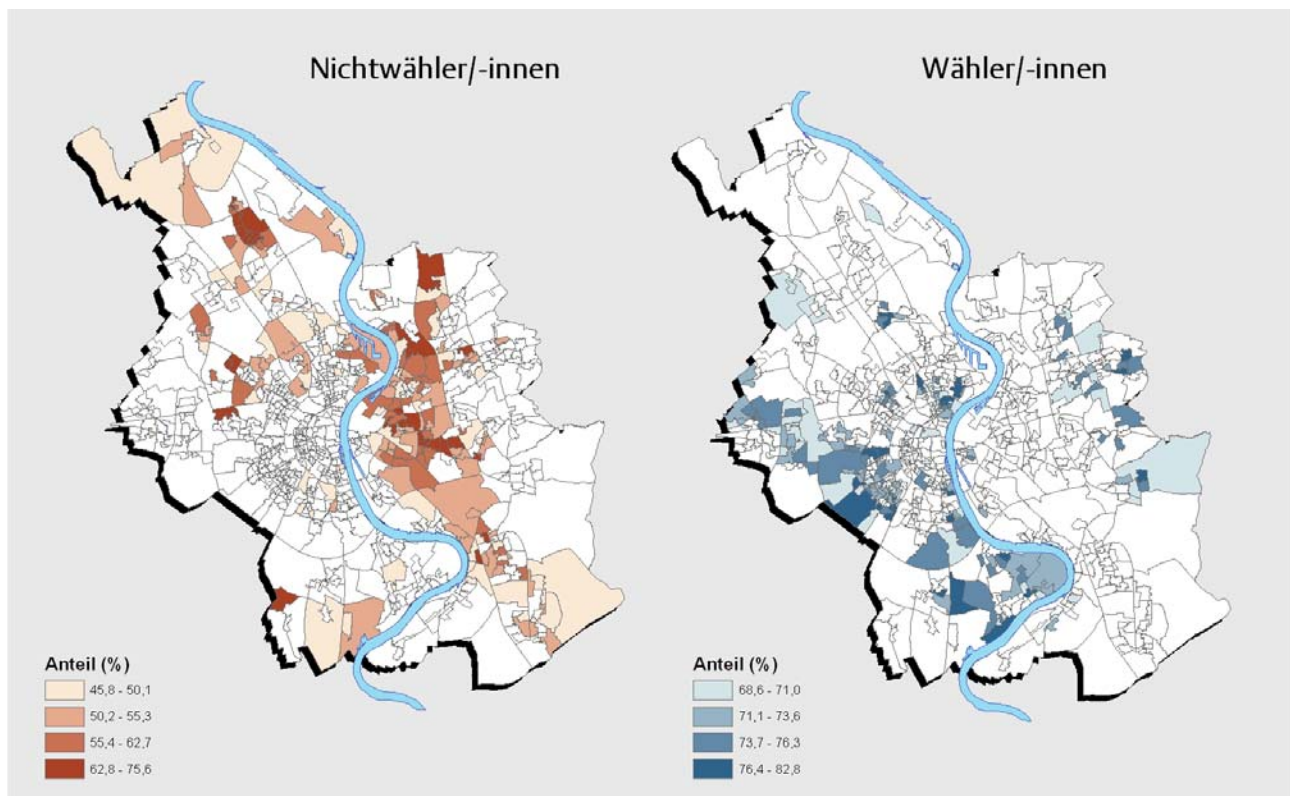 Nichtwähler/-innen
Wähler/-innen
Anteil (%)
45,8 - 50,1
50,2 - 55,3
55,4 - 62,7
62,8 - 75,6
Anteil (%)
68,6 - 71,0
71,1 - 73,6
73,7 - 76,3
76,4 - 82,8